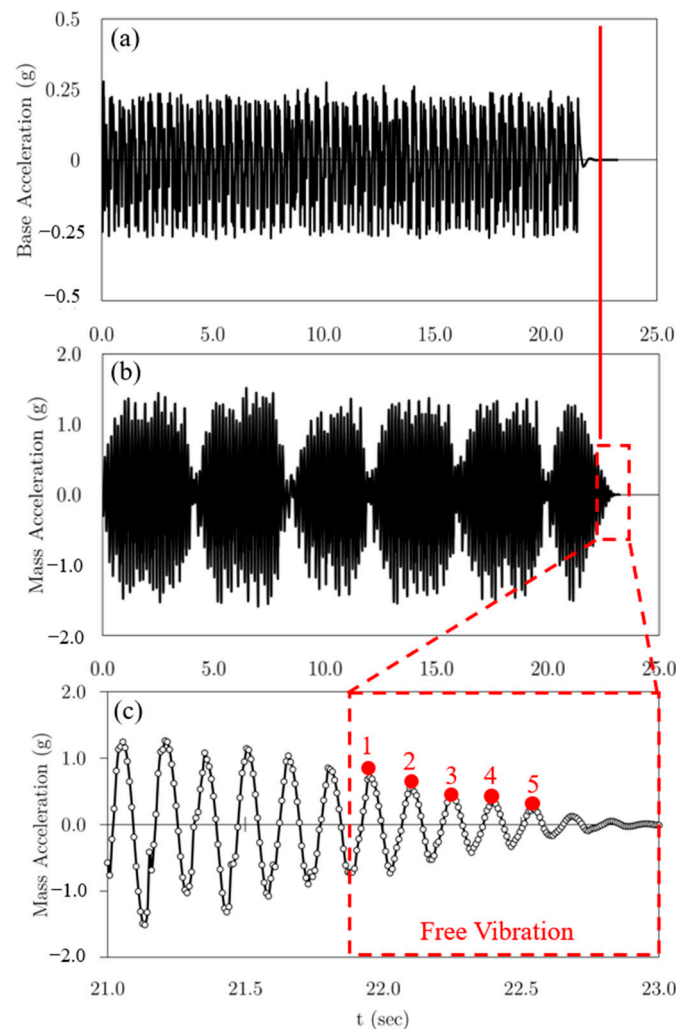 (a)
Base Acceleration (g)
0.5
0.25
0
−0.25
−0.5
0.0 5.0 10.0 15.0 20.0 25.0
(b)
Mass Acceleration (g)
2.0
1.0
0.0
−1.0
−2.0
0.0 5.0 10.0 15.0 20.0 25.0
(c)
Mass Acceleration (g)
2.0
1.0
0.0
−1.0
−2.0
1 2 3 4 5
Free Vibration
21.0 21.5 22.0 22.5 23.0
t (sec)